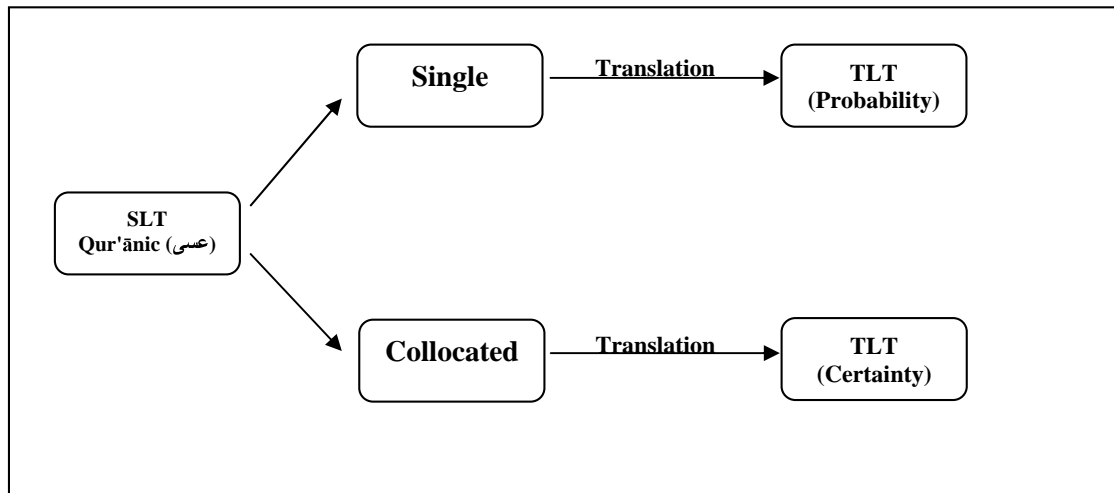 Single
Translation
TLT
(Probability)
SLT
Qur'ānic (عسى)
Collocated
Translation
TLT
(Certainty)